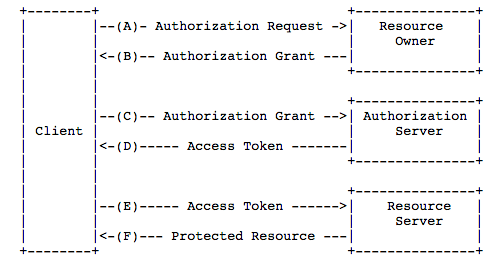 --(A)- Authorization Request -> Resource
Owner
<-(B)-- Authorization Grant ---
--(C)-- Authorization Grant --> Authorization
Client Server
<-(D)----- Access Token -------
--(E)----- Access Token ------> Resource
Server
<-(F)--- Protected Resource ---